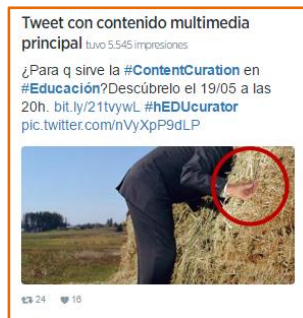 Tweet con contenido multimedia
principal tuvo 5.545 impresiones
¿Para q sirve la #ContentCuration en
#Educación?Descúbrelo el 19/05 a las
20h. bit.ly/21tvywL #hEDUcurator
pic.twitter.com/nVyXpP9dLP
24 16